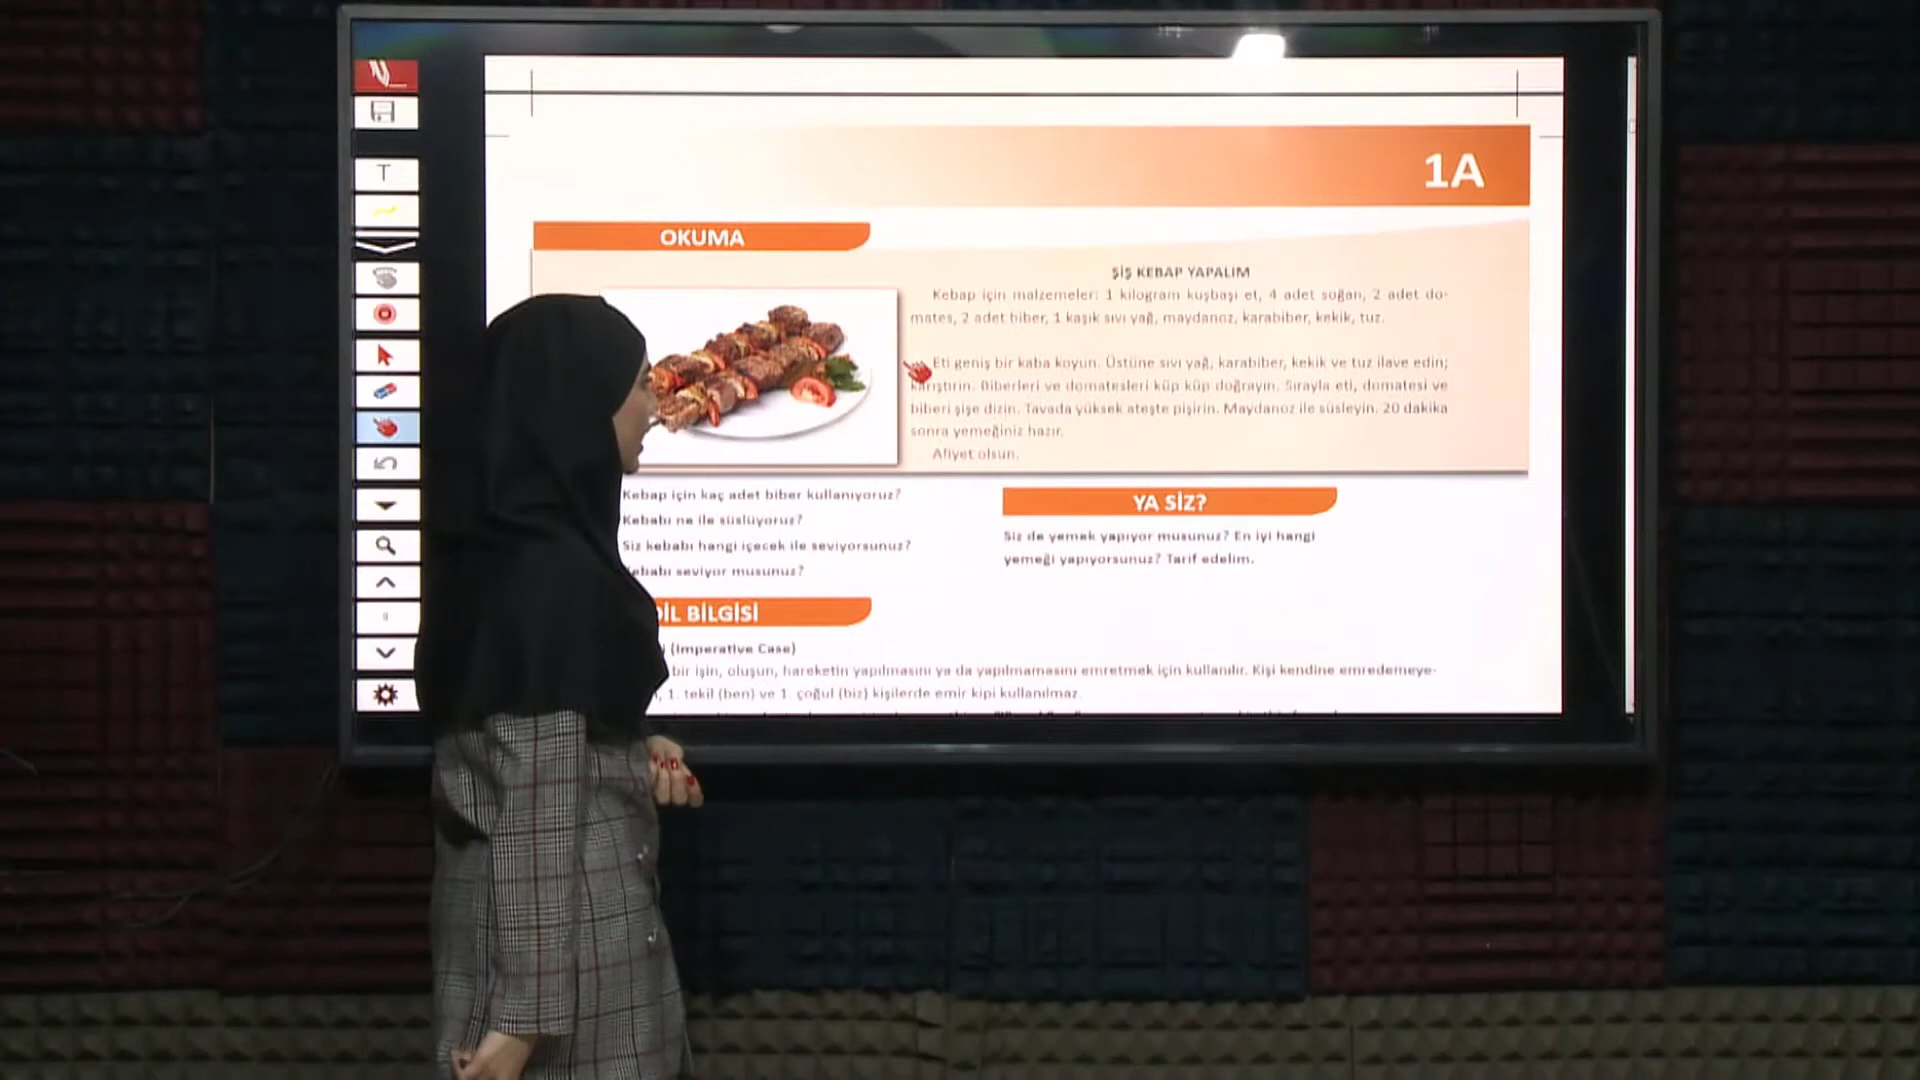 T
1A
OKUMA
ŞİŞ KEBAP YAPALIM
Kebap için malzemeler: 1 kilogram kuşbaşı et, 4 adet soğan, 2 adet do-
mates, 2 adet biber, 1 kaşık sıvı yağ, maydanoz, karabiber, kekik, tuz.
Eti geniş bir kaba koyun. Üstüne sıvı yağ, karabiber, kekik ve tuz ilave edin;
karıştırın. Biberleri ve domatesleri küp küp doğrayın. Sırayla eti, domatesi ve
biberi şişe dizin. Tavada yüksek ateşte pişirin. Maydanoz ile süsleyin. 20 dakika
sonra yemeğiniz hazır.
Afiyet olsun.
Kebap için kaç adet biber kullanıyoruz?
Kebabı ne ile süslüyoruz?
Siz kebabı hangi içecek ile seviyorsunuz?
Kebabı seviyor musunuz?
YA SİZ?
Siz de yemek yapıyor musunuz? En iyi hangi
yemeği yapıyorsunuz? Tarif edelim.
DİL BİLGİSİ
(Imperative Case)
bir işin, oluşun, hareketin yapılmasını ya da yapılmamasını emretmek için kullanılır. Kişi kendine emredemeye-
1. tekil (ben) ve 1. çoğul (biz) kişilerde emir kipi kullanılmaz.